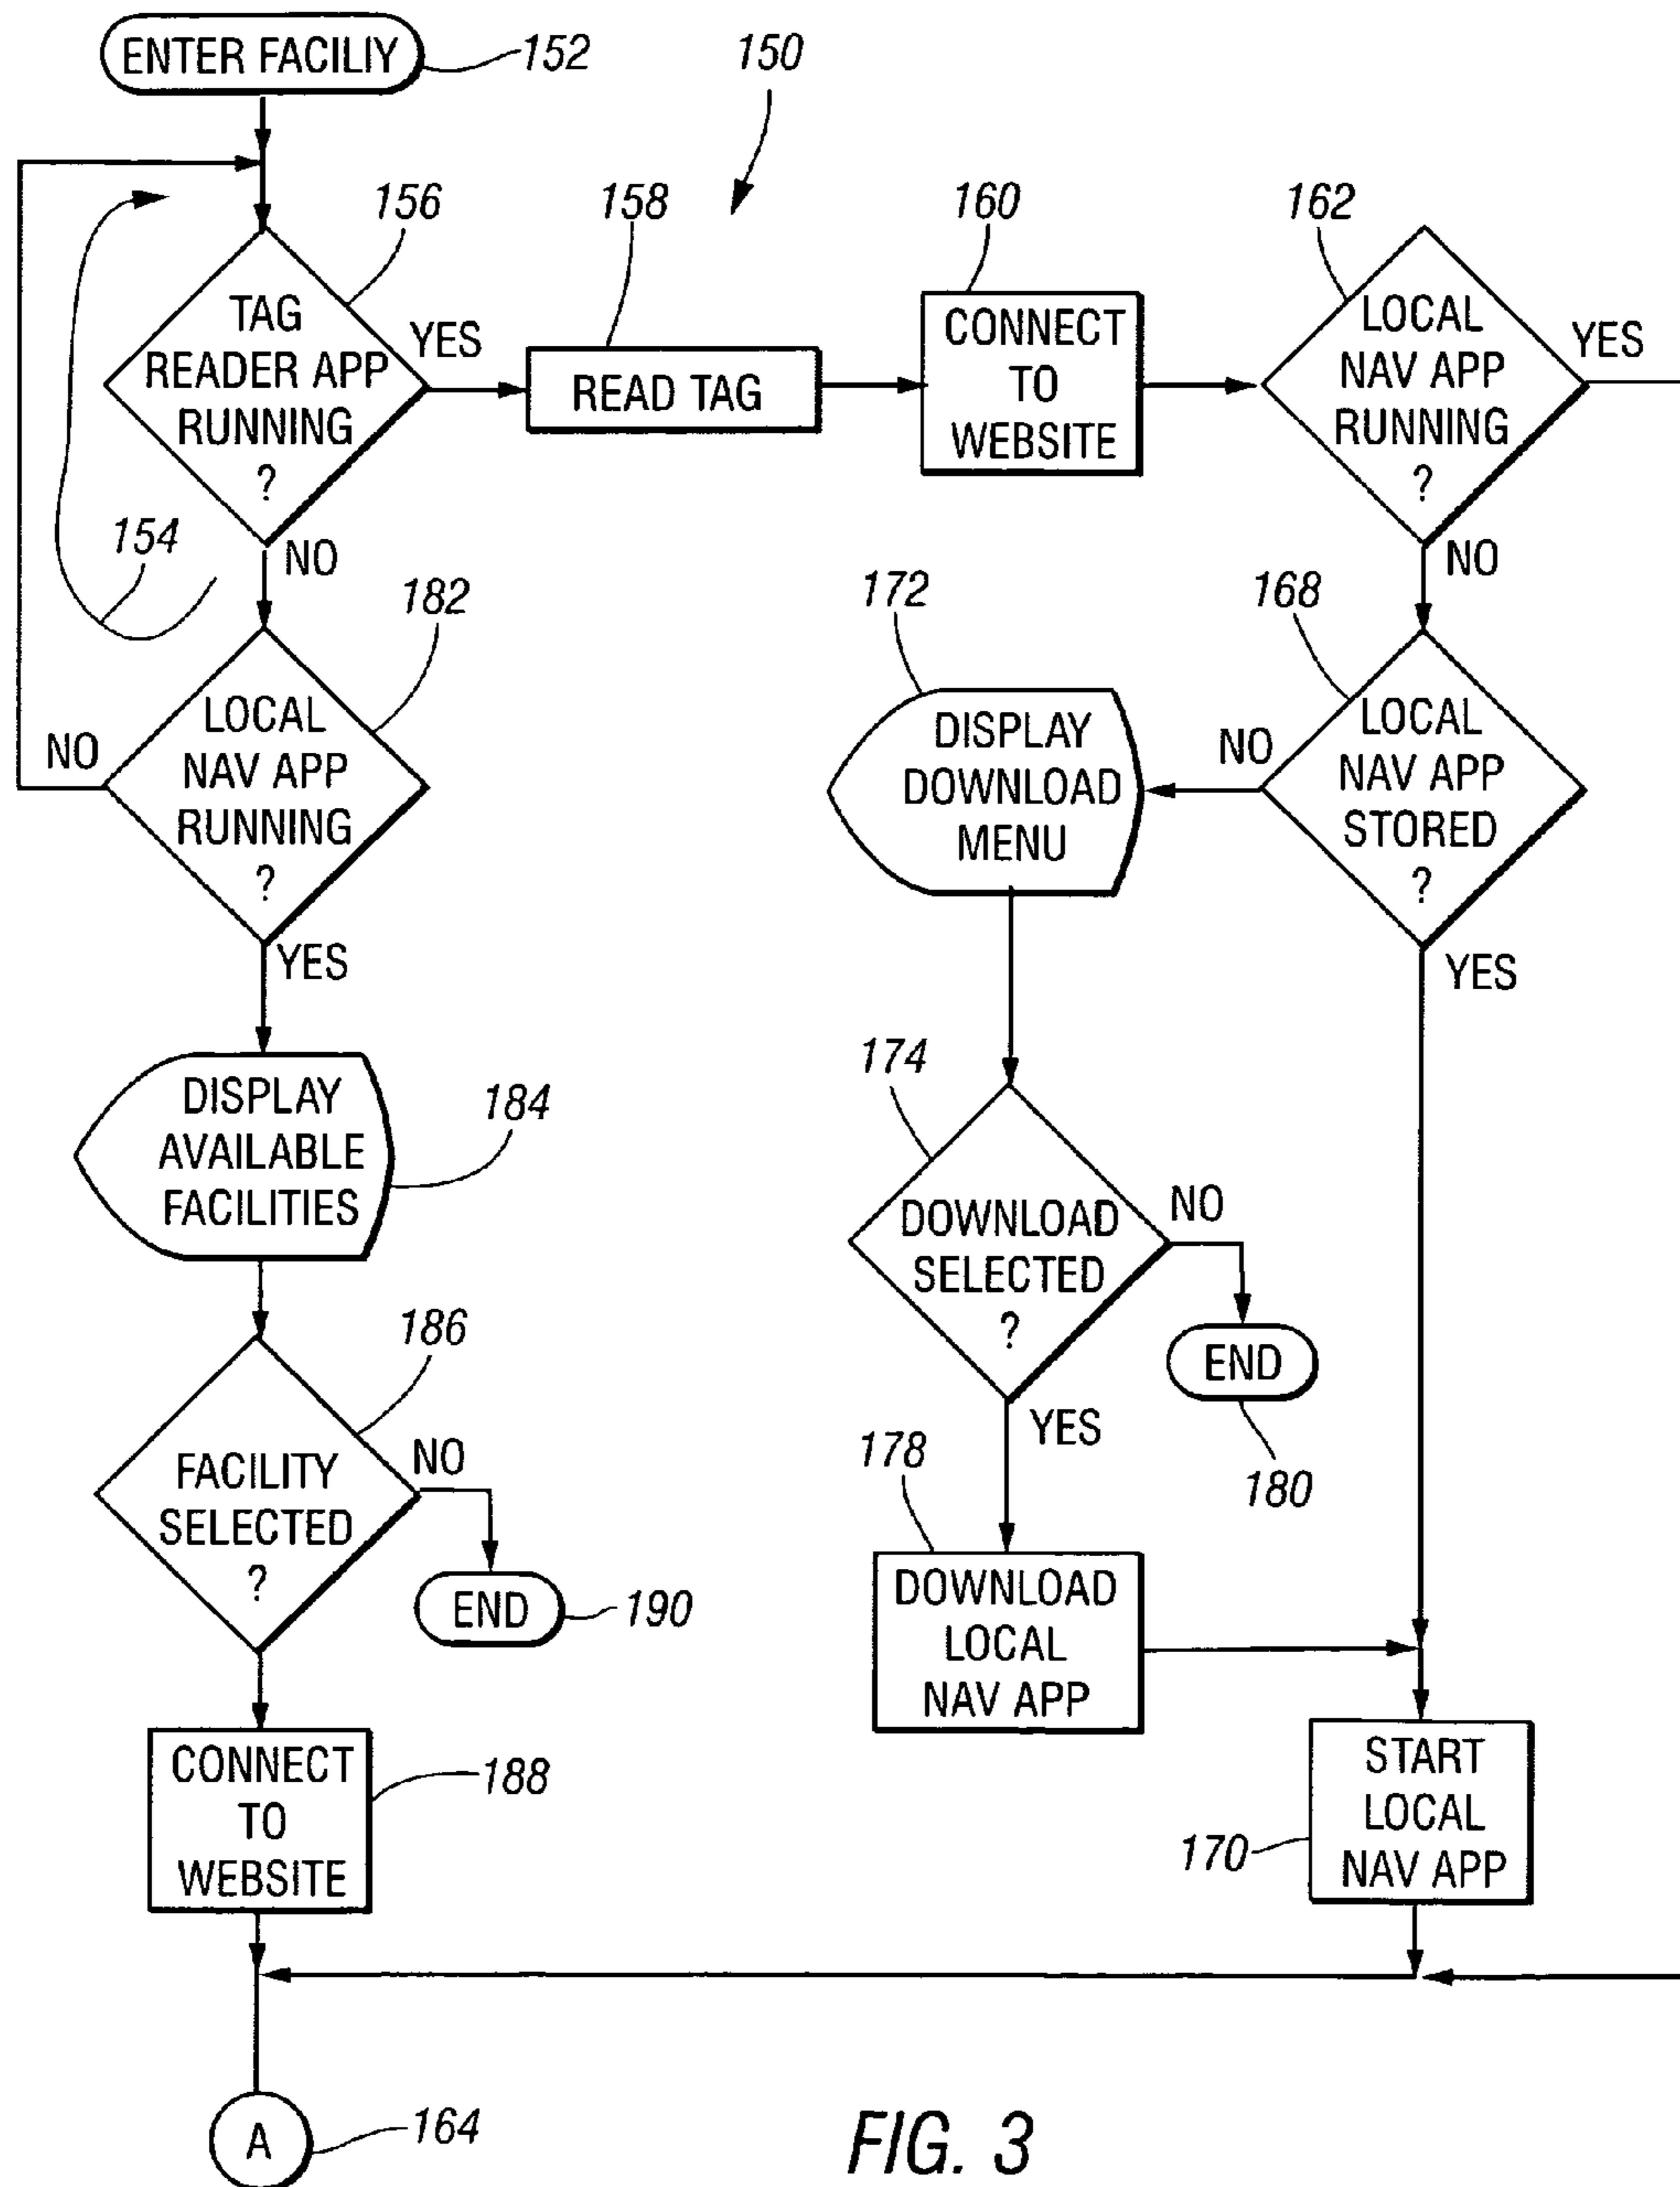 ENTER FACILIY
152
150
156
158
160
162
TAG
READER APP
RUNNING
?
YES
READ TAG
CONNECT
TO
WEBSITE
LOCAL
NAV APP
RUNNING
?
YES
154
NO
NO
182
172
168
LOCAL
NAV APP
RUNNING
?
NO
YES
DISPLAY
DOWNLOAD
MENU
NO
LOCAL
NAV APP
STORED
?
YES
DISPLAY
AVAILABLE
FACILITIES
184
174
DOWNLOAD
SELECTED
?
NO
END
180
YES
186
FACILITY
SELECTED
?
NO
END
190
178
DOWNLOAD
LOCAL
NAV APP
CONNECT
TO
WEBSITE
188
START
LOCAL
NAV APP
170
A
164
FIG. 3